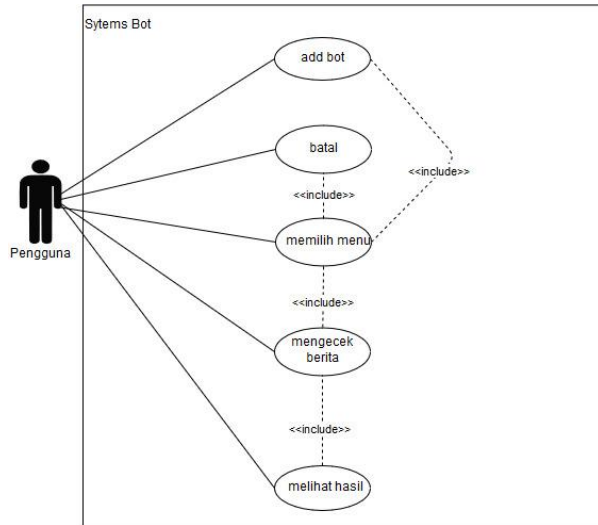 Sytems Bot
add bot
batal
<<include>>
<<include>>
memilih menu
Pengguna
<<include>>
mengecek
berita
<<include>>
melihat hasil